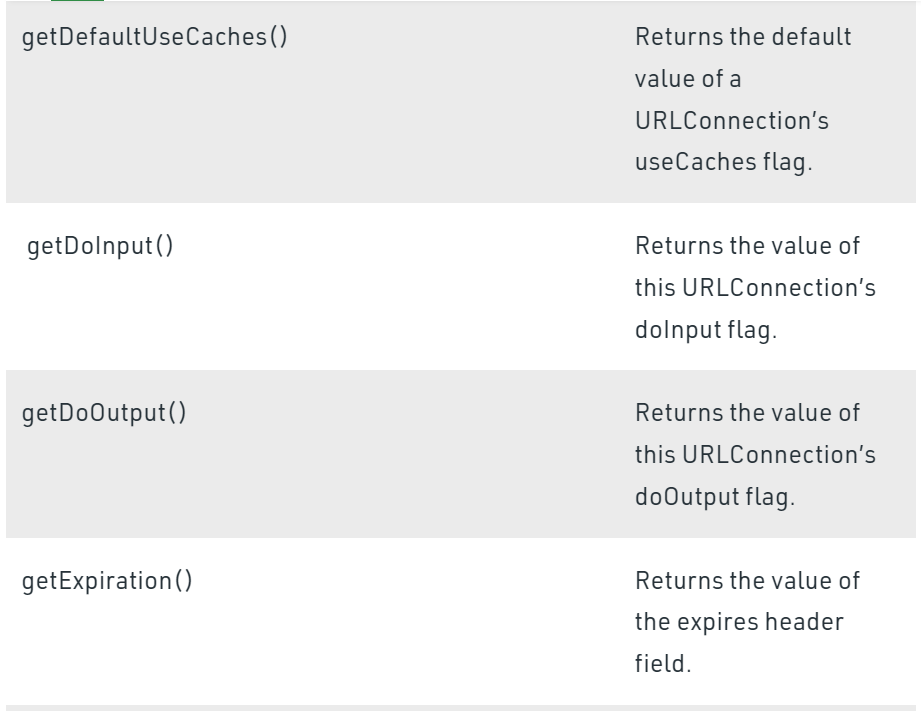 getDefaultUseCaches()
Returns the default
value of a
URLConnection's
useCaches flag.
getDoInput()
Returns the value of
this URLConnection's
doInput flag.
getDoOutput()
Returns the value of
this URLConnection's
doOutput flag.
getExpiration()
Returns the value of
the expires header
field.